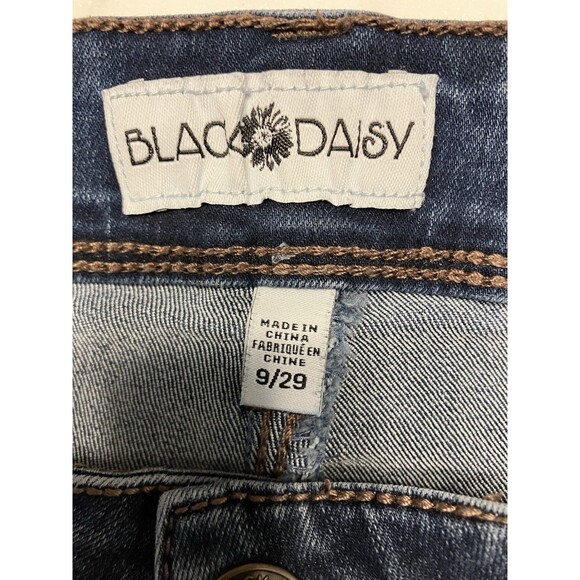 BLACK DAISY
MADE IN
CHINA
FABRIQUÉ EN
CHINE
9/29